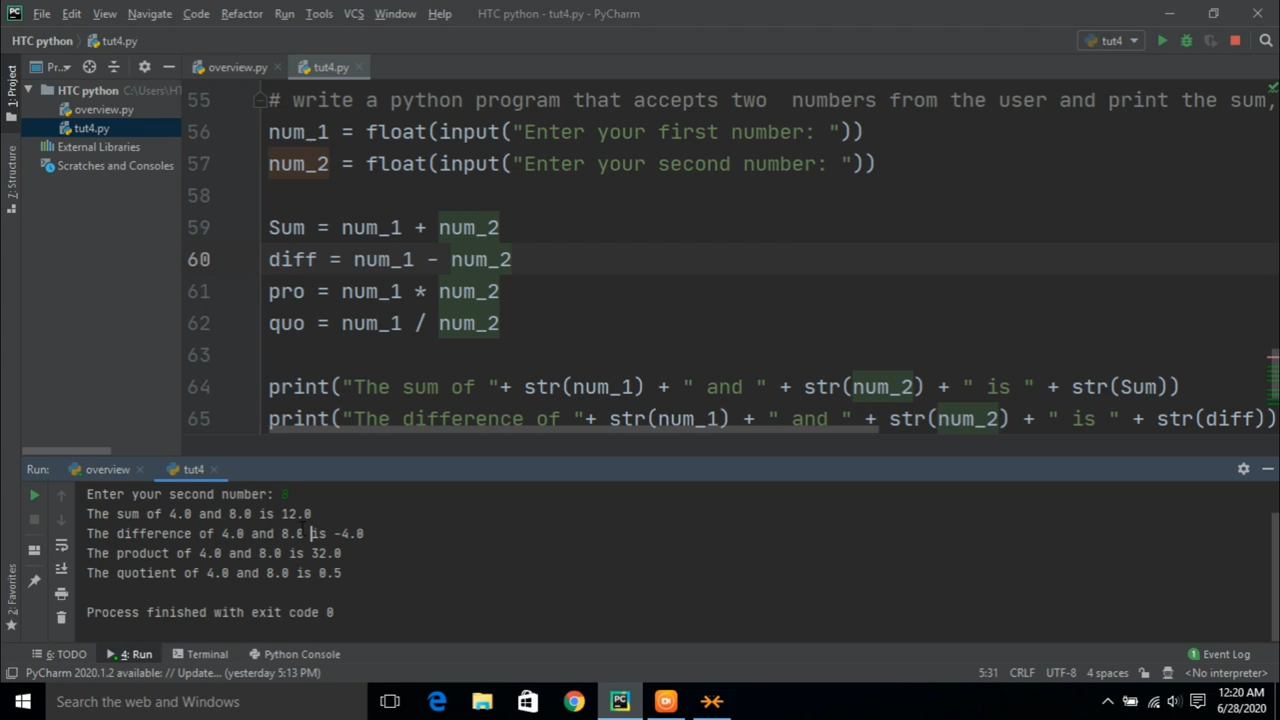 PC File Edit View Navigate Code Refactor Run Tools VCS Window Help HTC python - tut4.py - PyCharm
HTC python tut4.py tut4
1: Project
Pr... overview.py tut4.py
HTC python C:\Users\HT
overview.py
tut4.py
External Libraries
Scratches and Consoles
7: Structure
2: Favorites
55 # write a python program that accepts two  numbers from the user and print the sum,
56 num_1 = float(input("Enter your first number: "))
57 num_2 = float(input("Enter your second number: "))
58
59 Sum = num_1 + num_2
60 diff = num_1 - num_2
61 pro = num_1 * num_2
62 quo = num_1 / num_2
63
64 print("The sum of "+ str(num_1) + " and " + str(num_2) + " is " + str(Sum))
65 print("The difference of "+ str(num_1) + " and " + str(num_2) + " is " + str(diff))
Run: overview tut4
Enter your second number: 8
The sum of 4.0 and 8.0 is 12.0
The difference of 4.0 and 8.0 is -4.0
The product of 4.0 and 8.0 is 32.0
The quotient of 4.0 and 8.0 is 0.5
Process finished with exit code 0
6: TODO 4: Run Terminal Python Console 1 Event Log
PyCharm 2020.1.2 available: // Update... (yesterday 5:13 PM) 5:31 CRLF UTF-8 4 spaces <No interpreter>
Search the web and Windows
12:20 AM
6/28/2020